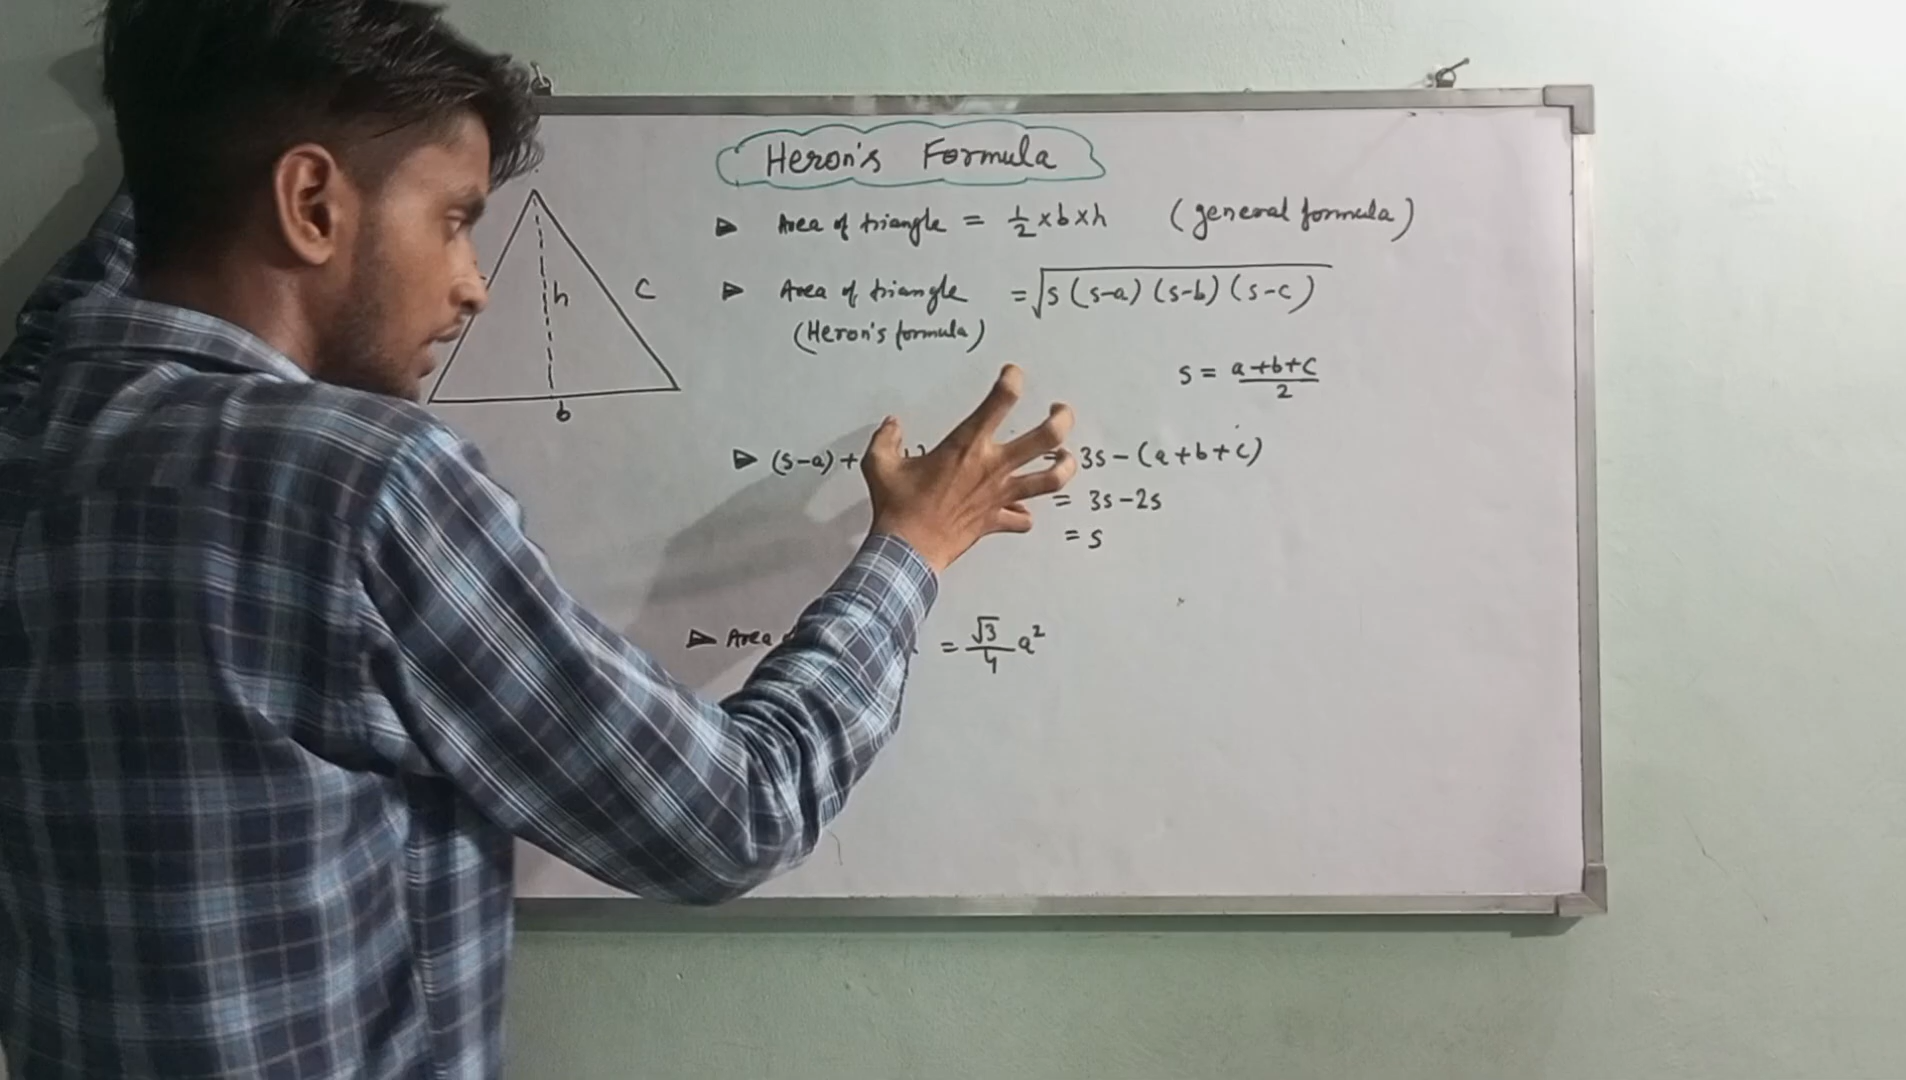 Heron's Formula
Area of triangle = 1/2 × b × h (general formula)
Area of triangle = √s (s-a) (s-b) (s-c)
(Heron's formula)
s = a+b+c/2
(s-a) + = 3s - (a+b+c)
= 3s - 2s
= s
Area = √3/4 a²
h
c
b